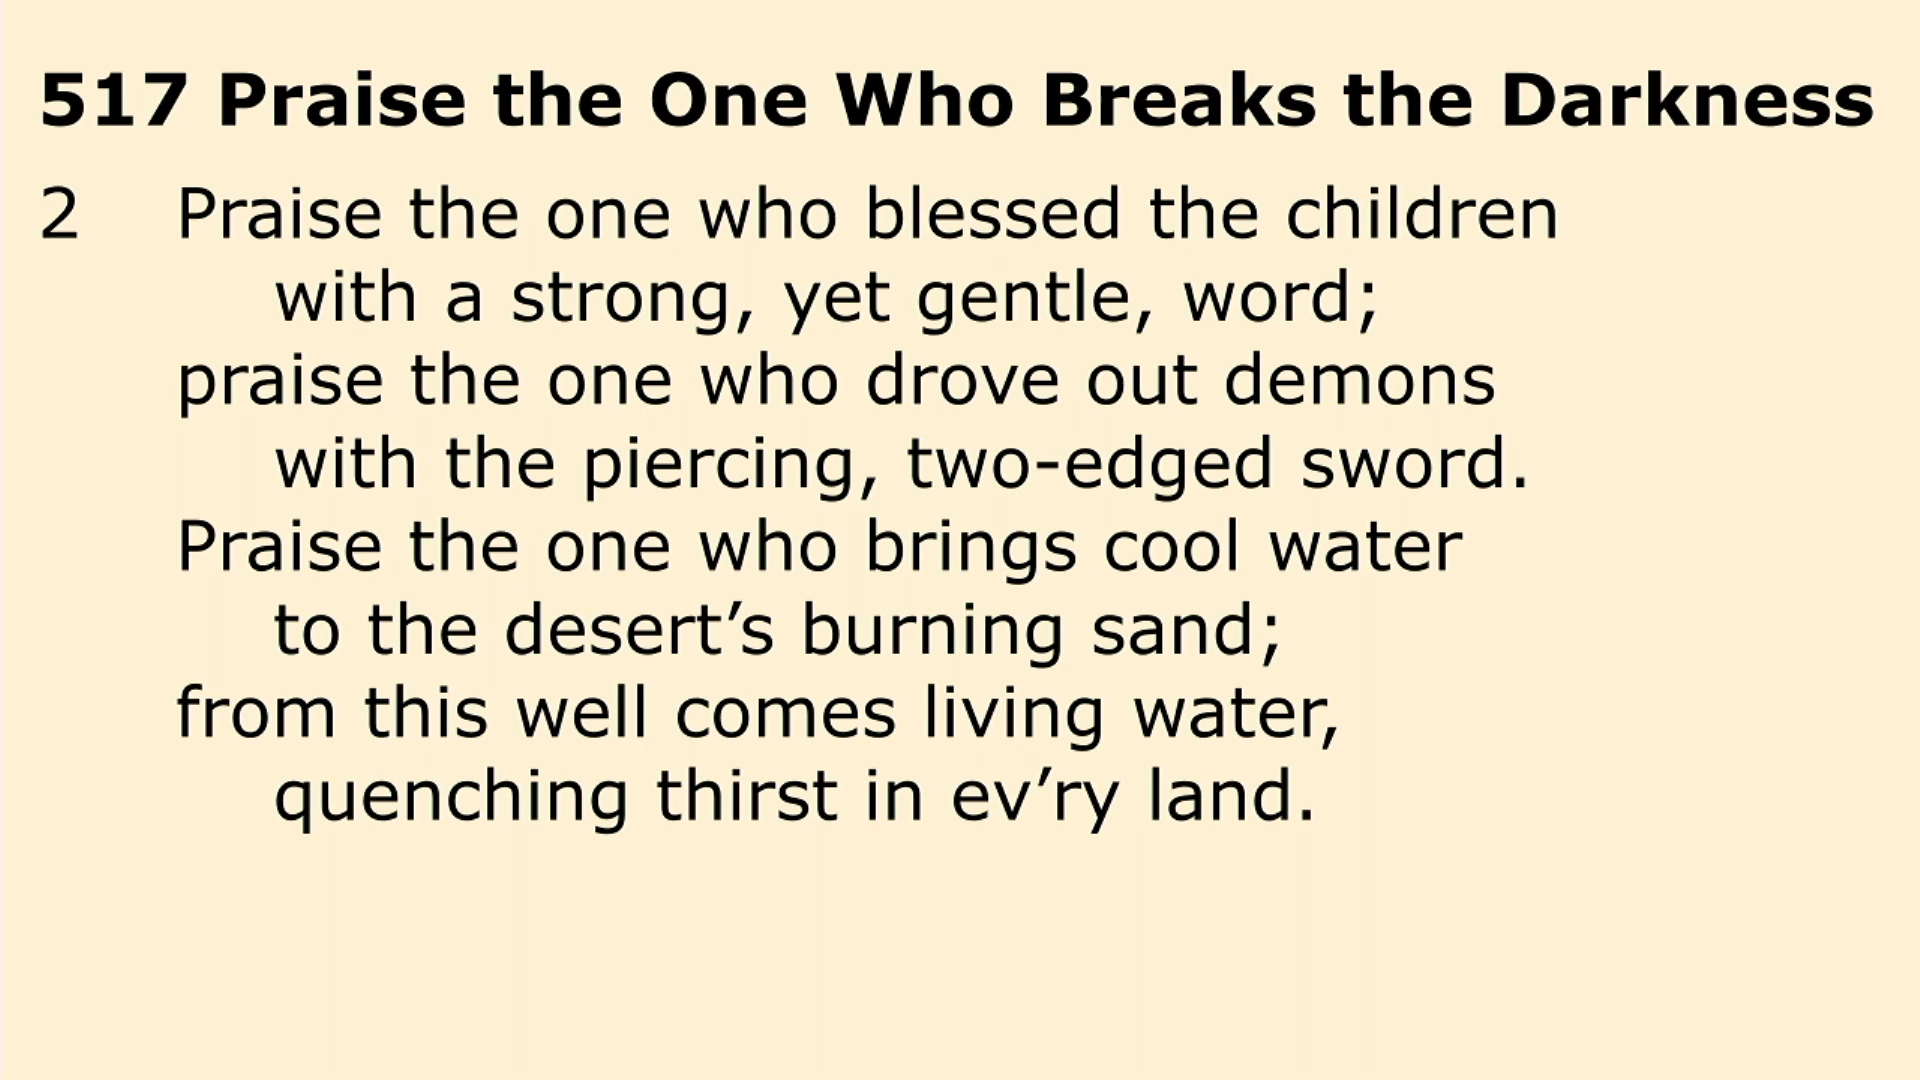 517 Praise the One Who Breaks the Darkness
2 Praise the one who blessed the children
with a strong, yet gentle, word;
praise the one who drove out demons
with the piercing, two-edged sword.
Praise the one who brings cool water
to the desert’s burning sand;
from this well comes living water,
quenching thirst in ev’ry land.